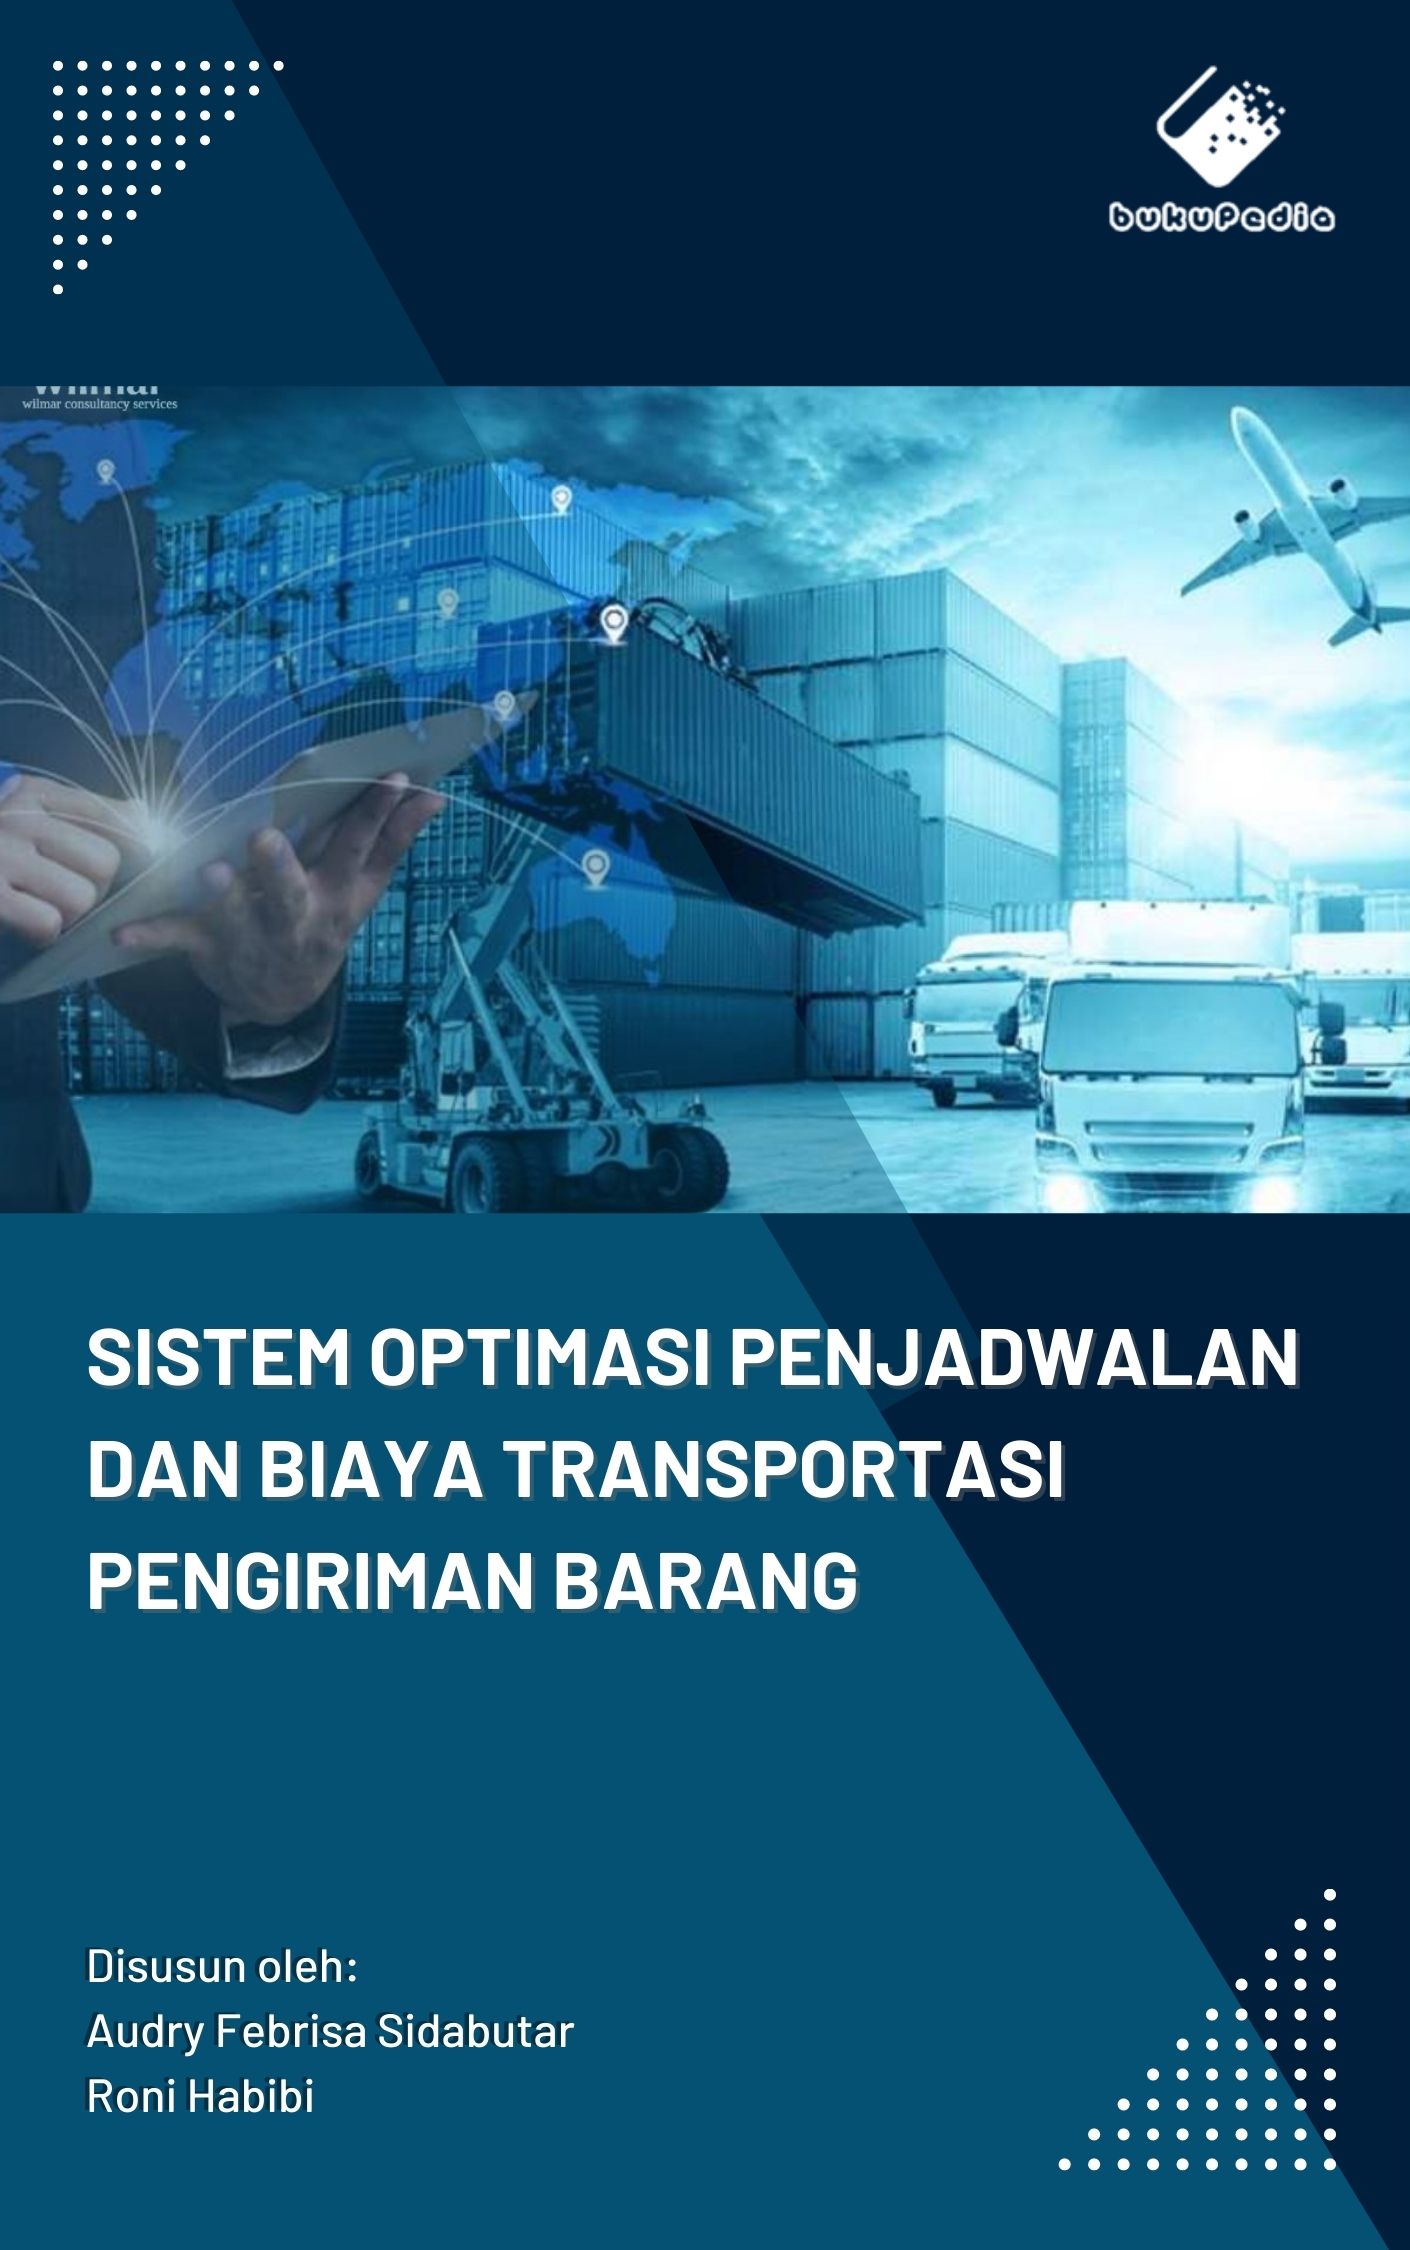 bukuPedia
wilmar consultancy services
SISTEM OPTIMASI PENJADWALAN
DAN BIAYA TRANSPORTASI
PENGIRIMAN BARANG
Disusun oleh:
Audry Febrisa Sidabutar
Roni Habibi